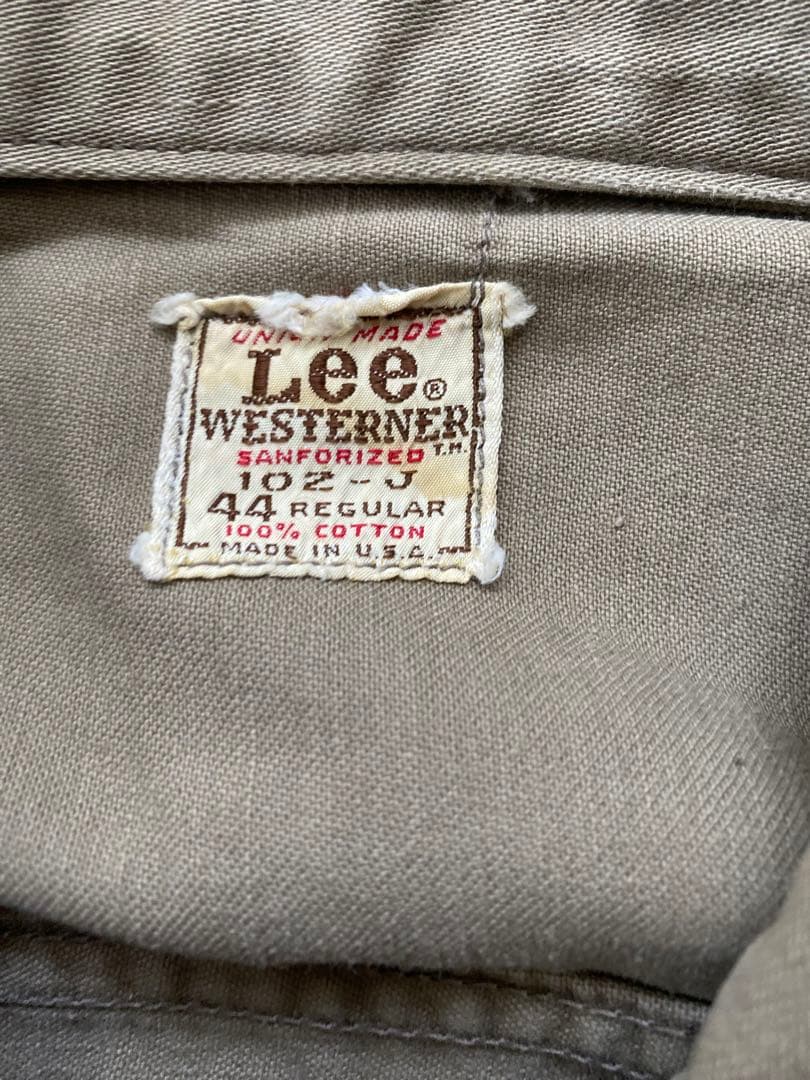 UNION MADE
Lee®
WESTERNER
SANFORIZED T.M.
102-J
44 REGULAR
100% COTTON
MADE IN U.S.A.